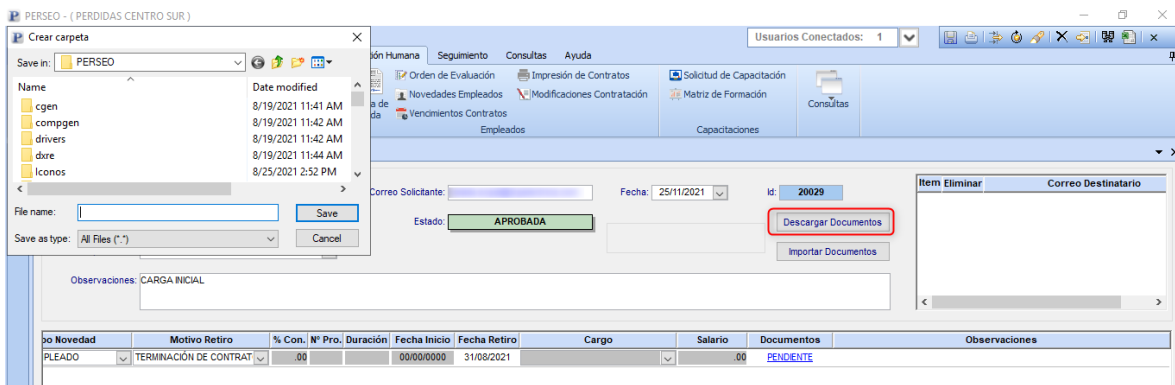 PERSEO - ( PERDIDAS CENTRO SUR )
Crear carpeta
Save in: PERSEO
Name Date modified
cgen 8/19/2021 11:41 AM
compgen 8/19/2021 11:42 AM
drivers 8/19/2021 11:42 AM
dxre 8/19/2021 11:44 AM
Iconos 8/25/2021 2:52 PM
File name: Save
Save as type: All Files (*.*) Cancel
Usuarios Conectados: 1
ión Humana Seguimiento Consultas Ayuda
Orden de Evaluación Impresión de Contratos Solicitud de Capacitación
a de Novedades Empleados Modificaciones Contratación Matriz de Formación Consultas
da Vencimientos Contratos
Empleados Capacitaciones
Correo Solicitante: Fecha: 25/11/2021 Id: 20029
Estado: APROBADA Descargar Documentos
Importar Documentos
Item Eliminar Correo Destinatario
Observaciones: CARGA INICIAL
po Novedad Motivo Retiro % Con. Nº Pro. Duración Fecha Inicio Fecha Retiro Cargo Salario Documentos Observaciones
PLEADO TERMINACIÓN DE CONTRAT .00 00/00/0000 31/08/2021 .00 PENDIENTE